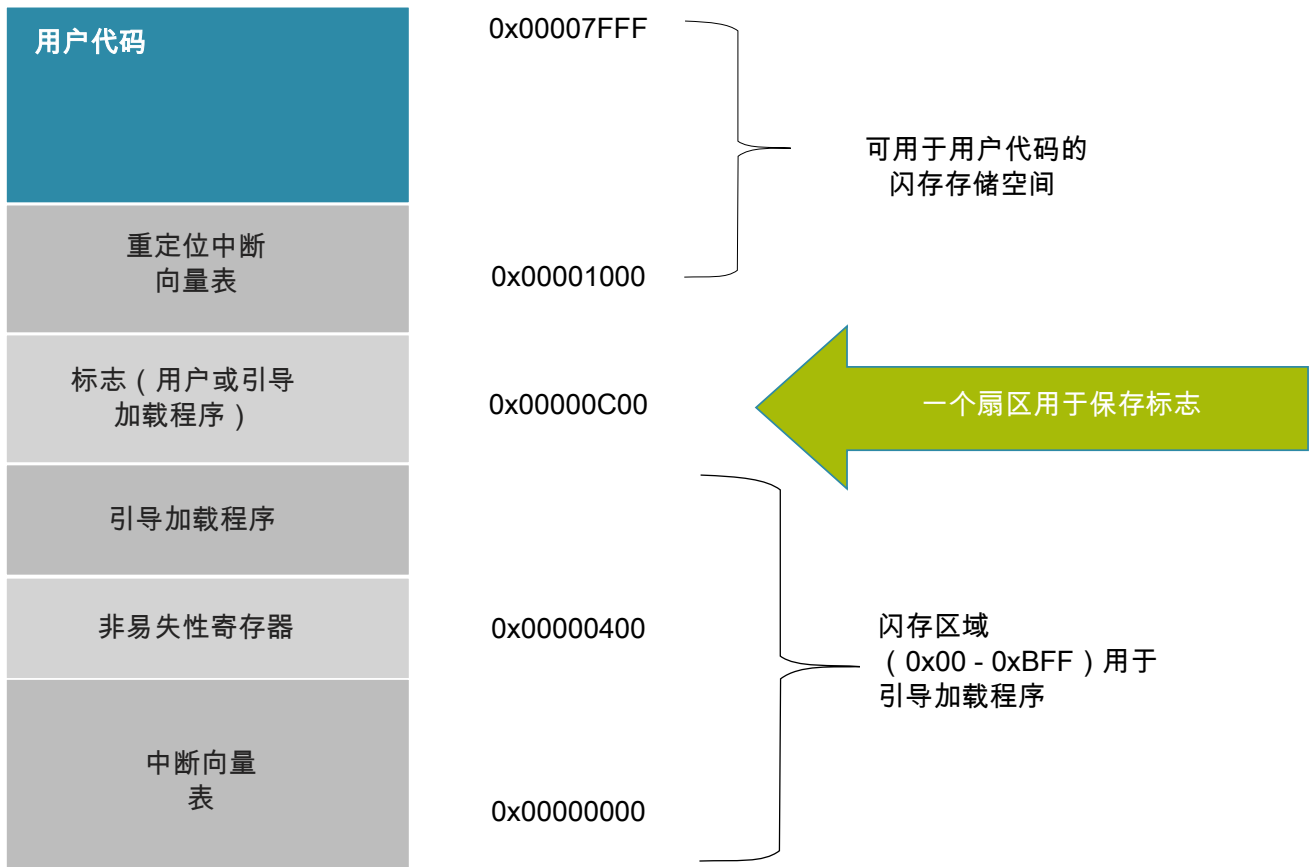 用户代码
0x00007FFF
可用于用户代码的
闪存存储空间
重定位中断
向量表
0x00001000
标志（用户或引导
加载程序）
0x00000C00
一个扇区用于保存标志
引导加载程序
非易失性寄存器
0x00000400
闪存区域
（0x00 - 0xBFF）用于
引导加载程序
中断向量
表
0x00000000